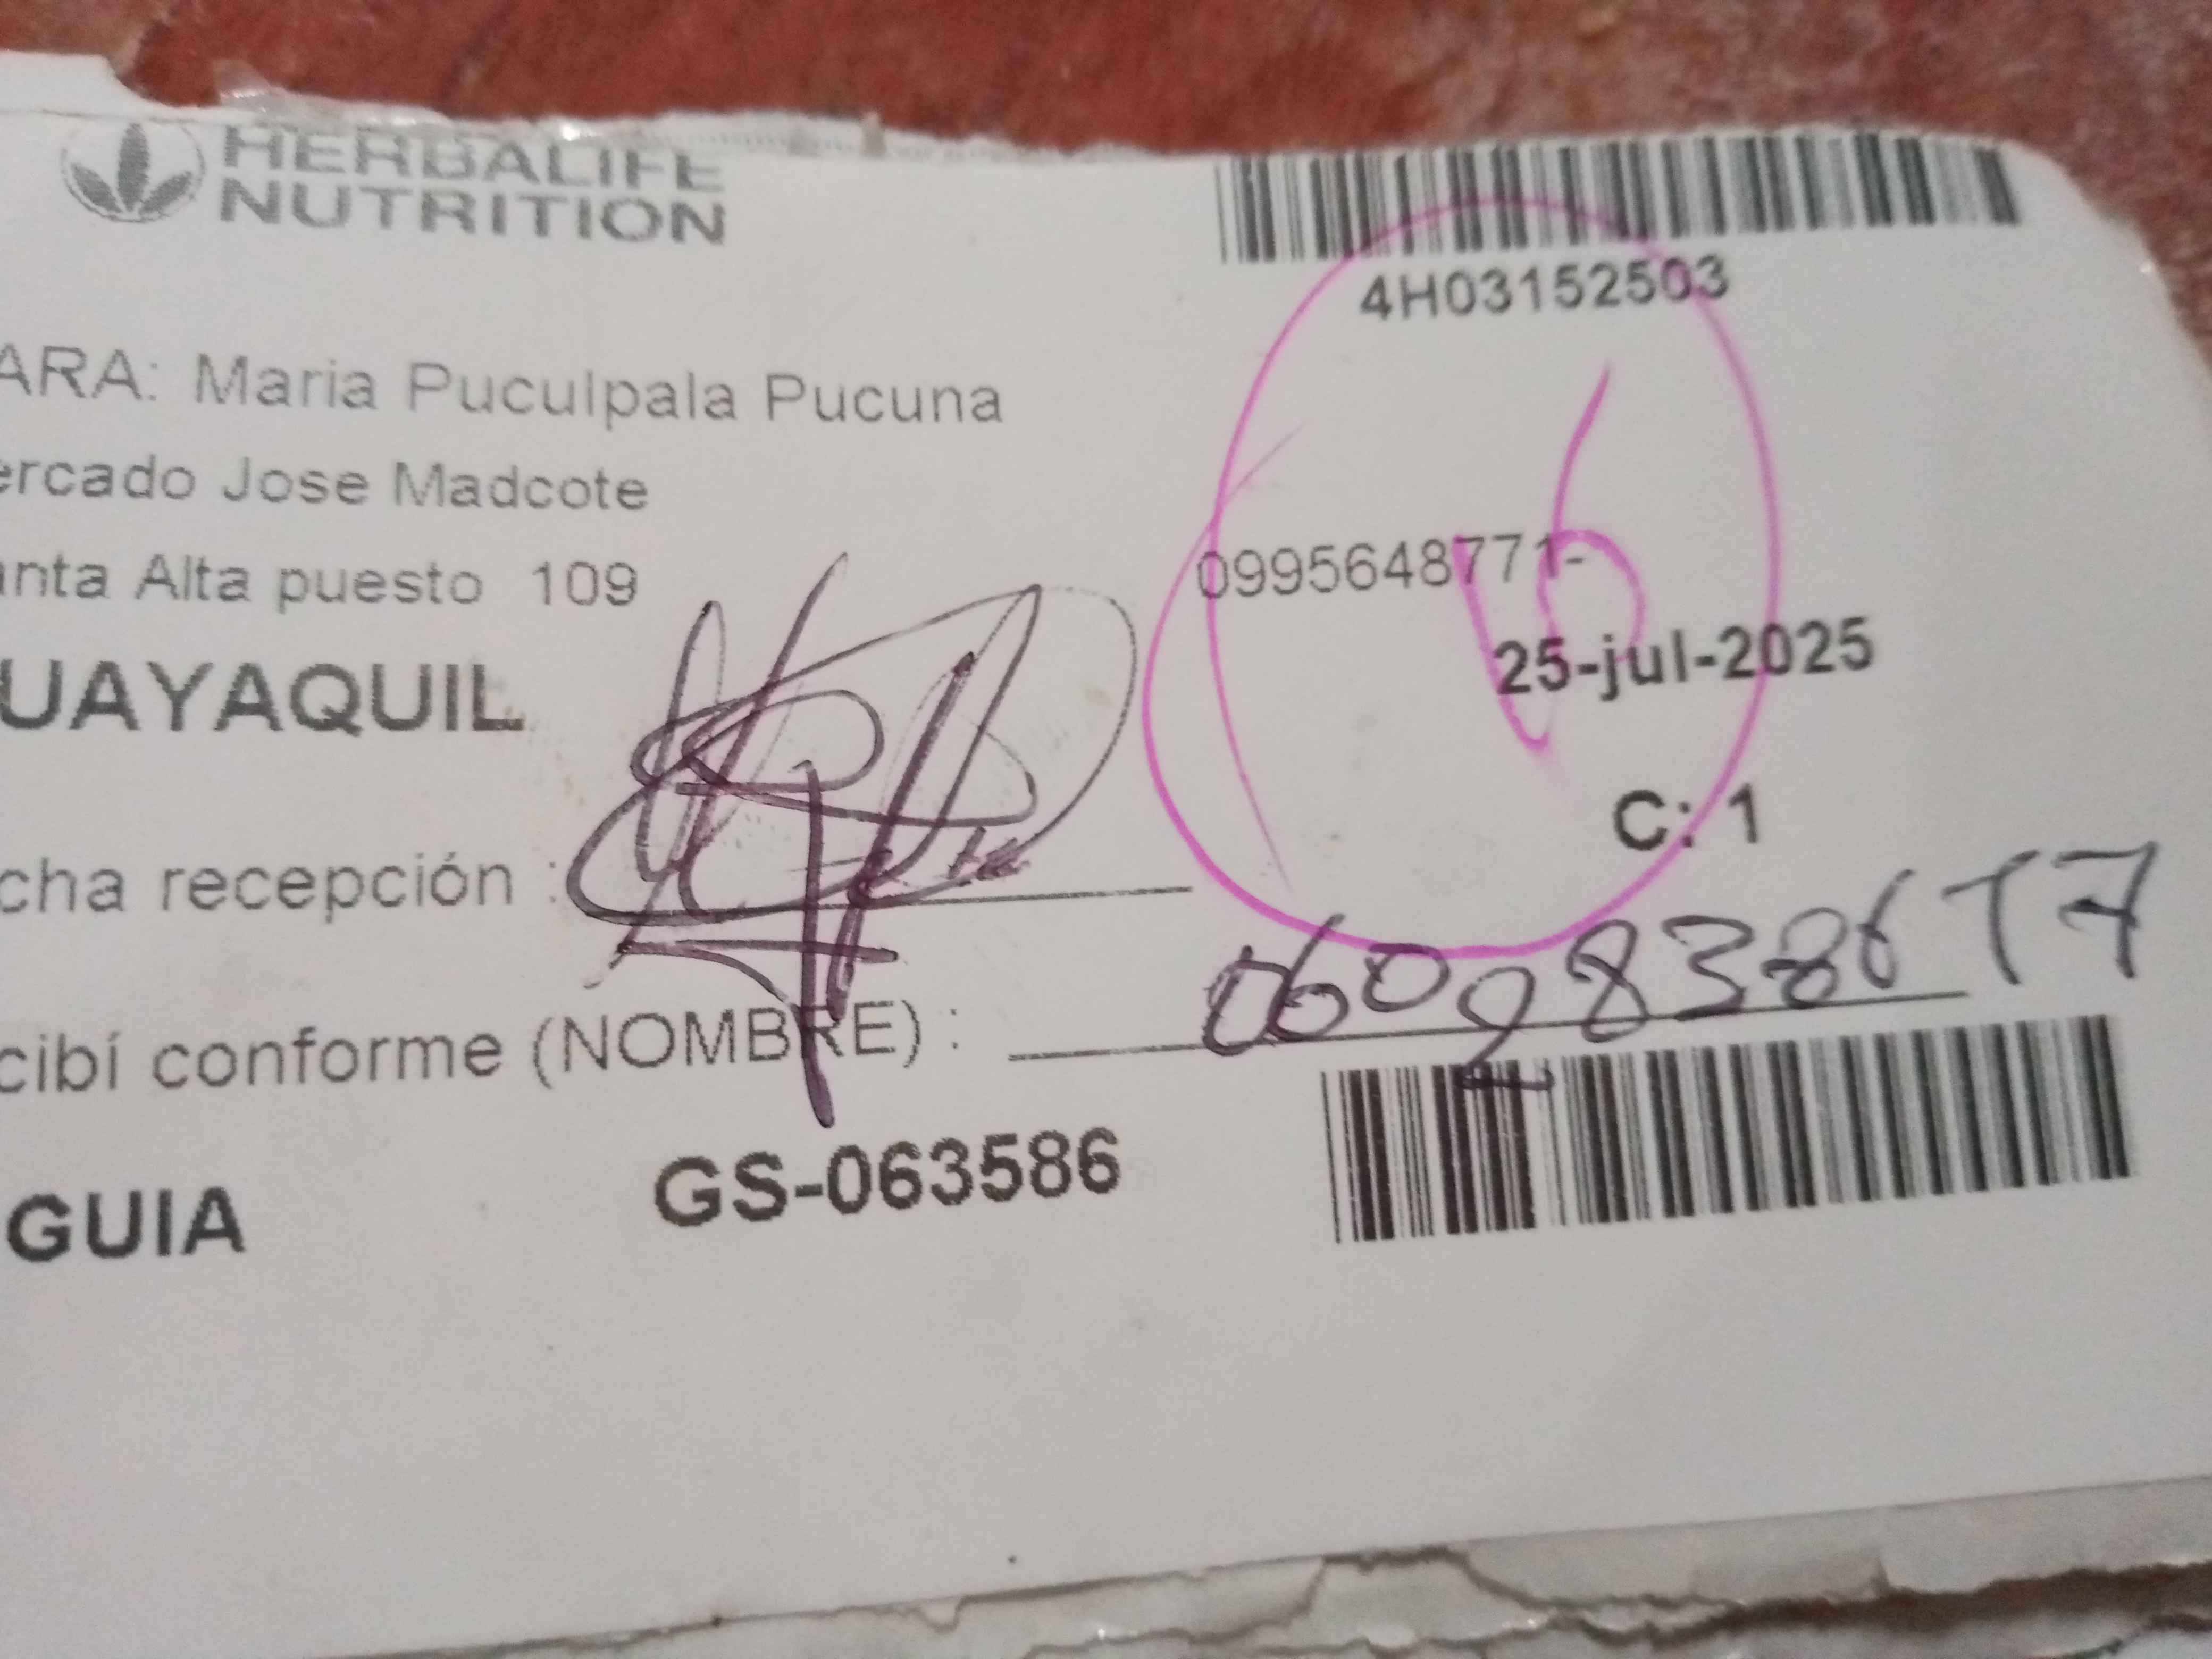 HERBALIFE
NUTRITION
4H03152503
ARA: Maria Puculpala Pucuna
ercado Jose Madcote
anta Alta puesto 109
0995648771-
UAYAQUIL
25-jul-2025
C: 1
cha recepción :
cibí conforme (NOMBRE) :
GUIA GS-063586